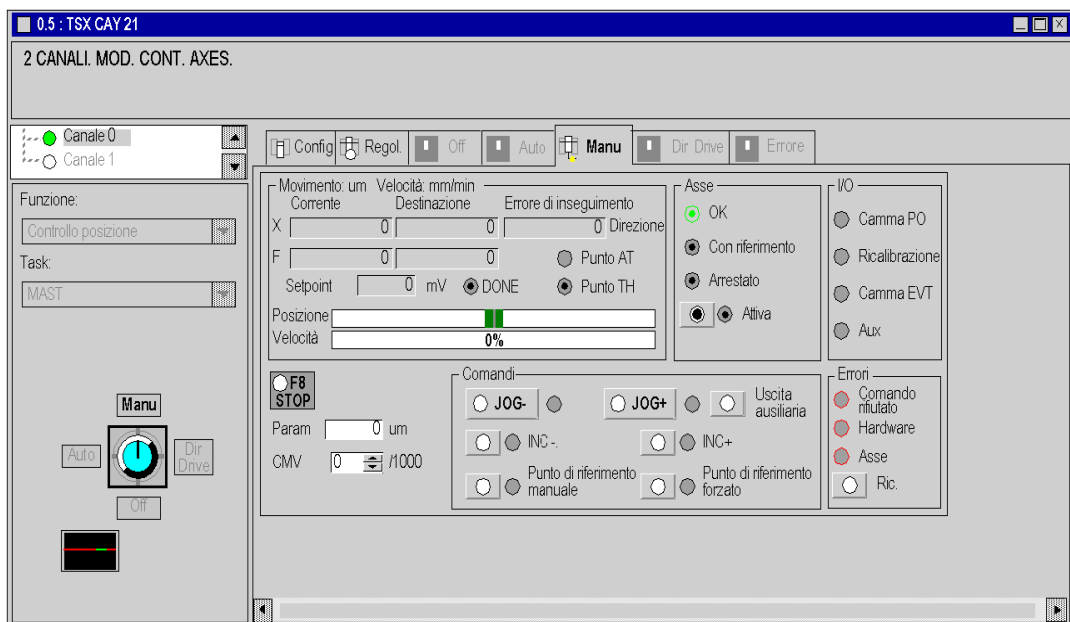 0.5 : TSX CAY 21
2 CANALI. MOD. CONT. AXES.
Canale 0
Canale 1
Funzione:
Controllo posizione
Task:
MAST
Manu
Auto
Dir Drive
Off
Config Regol. Off Auto Manu Dir Drive Errore
Movimento: um Velocità: mm/min
Corrente Destinazione Errore di inseguimento
X 0 0 0 Direzione
F 0 0 Punto AT
Setpoint 0 mV DONE Punto TH
Posizione
Velocità 0%
Asse
OK
Con riferimento
Arrestato
Attiva
I/O
Camma PO
Ricalibrazione
Camma EVT
Aux
F8
STOP
Param 0 um
CMV 0 /1000
Comandi
JOG- JOG+ Uscita
ausiliaria
INC -. INC+
Punto di riferimento Punto di riferimento
manuale forzato
Errori
Comando
rifiutato
Hardware
Asse
Ric.